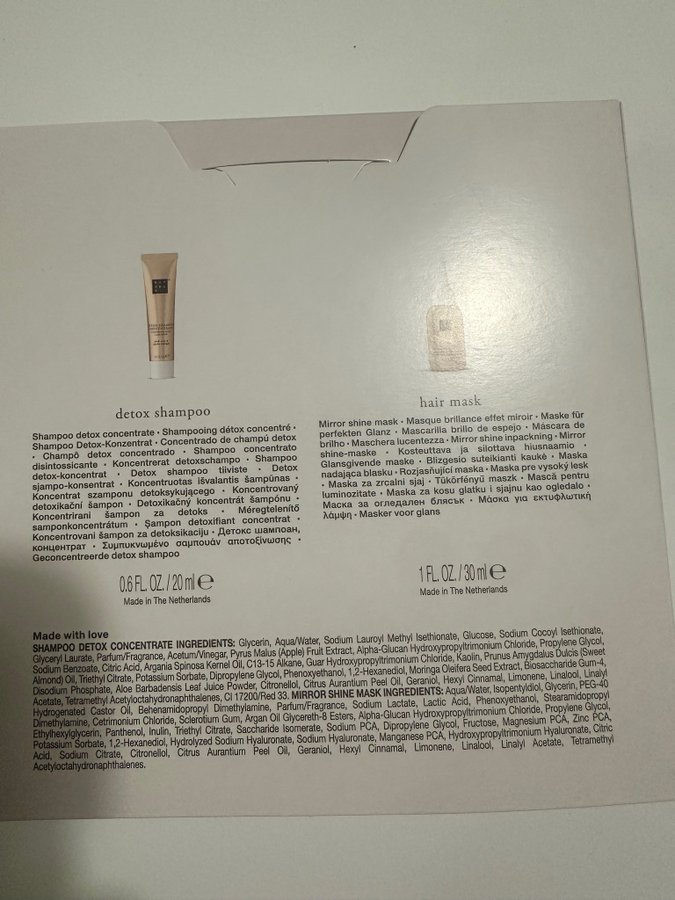 detox shampoo
Shampoo detox concentrate • Shampooing détox concentré •
Shampoo Detox-Konzentrat • Concentrado de champú detox
• Champô detox concentrado • Shampoo concentrato
disintossicante • Koncentrerat detoxschampo • Shampoo
detox-koncentrat • Detox shampoo tiiviste • Detox
sjampo-konsentrat • Koncentruotas išvalantis šampūnas •
Koncentrat szamponu detoksykującego • Koncentrovaný
detoxikační šampon • Detoxikačný koncentrát šampónu •
Koncentrirani šampon za detoks • Méregtelenítő
samponkoncentrátum • Şampon detoxifiant concentrat •
Koncentrovani šampon za detoksikaciju • Детокс шампоан,
концентрат • Συμπυκνωμένο σαμπουάν αποτοξίνωσης •
Geconcentreerde detox shampoo
0.6 FL. OZ. / 20 ml ℮
Made in The Netherlands
hair mask
Mirror shine mask • Masque brillance effet miroir • Maske für
perfekten Glanz • Mascarilla brillo de espejo • Máscara de
brilho • Maschera lucentezza • Mirror shine inpackning • Mirror
shine-maske • Kosteuttava ja silottava hiusnaamio •
Glansgivende maske • Blizgesio suteikianti kaukė • Maska
nadająca blasku • Rozjasňující maska • Maska pre vysoký lesk
• Maska za zrcalni sjaj • Tükörfényű maszk • Mască pentru
luminozitate • Maska za kosu glatku i sjajnu kao ogledalo •
Маска за огледален блясък • Μάσκα για εκτυφλωτική
λάμψη • Masker voor glans
1 FL. OZ. / 30 ml ℮
Made in The Netherlands
Made with love
SHAMPOO DETOX CONCENTRATE INGREDIENTS: Glycerin, Aqua/Water, Sodium Lauroyl Methyl Isethionate, Glucose, Sodium Cocoyl Isethionate,
Glyceryl Laurate, Parfum/Fragrance, Acetum/Vinegar, Pyrus Malus (Apple) Fruit Extract, Alpha-Glucan Hydroxypropyltrimonium Chloride, Propylene Glycol,
Sodium Benzoate, Citric Acid, Argania Spinosa Kernel Oil, C13-15 Alkane, Guar Hydroxypropyltrimonium Chloride, Kaolin, Prunus Amygdalus Dulcis (Sweet
Almond) Oil, Triethyl Citrate, Potassium Sorbate, Dipropylene Glycol, Phenoxyethanol, 1,2-Hexanediol, Moringa Oleifera Seed Extract, Biosaccharide Gum-4,
Disodium Phosphate, Aloe Barbadensis Leaf Juice Powder, Citronellol, Citrus Aurantium Peel Oil, Geraniol, Hexyl Cinnamal, Limonene, Linalool, Linalyl
Acetate, Tetramethyl Acetyloctahydronaphthalenes, CI 17200/Red 33. MIRROR SHINE MASK INGREDIENTS: Aqua/Water, Isopentyldiol, Glycerin, PEG-40
Hydrogenated Castor Oil, Behenamidopropyl Dimethylamine, Parfum/Fragrance, Sodium Lactate, Lactic Acid, Phenoxyethanol, Stearamidopropyl
Dimethylamine, Cetrimonium Chloride, Sclerotium Gum, Argan Oil Glycereth-8 Esters, Alpha-Glucan Hydroxypropyltrimonium Chloride, Propylene Glycol,
Ethylhexylglycerin, Panthenol, Inulin, Triethyl Citrate, Saccharide Isomerate, Sodium PCA, Dipropylene Glycol, Fructose, Magnesium PCA, Zinc PCA,
Potassium Sorbate, 1,2-Hexanediol, Hydrolyzed Sodium Hyaluronate, Sodium Hyaluronate, Manganese PCA, Hydroxypropyltrimonium Hyaluronate, Citric
Acid, Sodium Citrate, Citronellol, Citrus Aurantium Peel Oil, Geraniol, Hexyl Cinnamal, Limonene, Linalool, Linalyl Acetate, Tetramethyl
Acetyloctahydronaphthalenes.